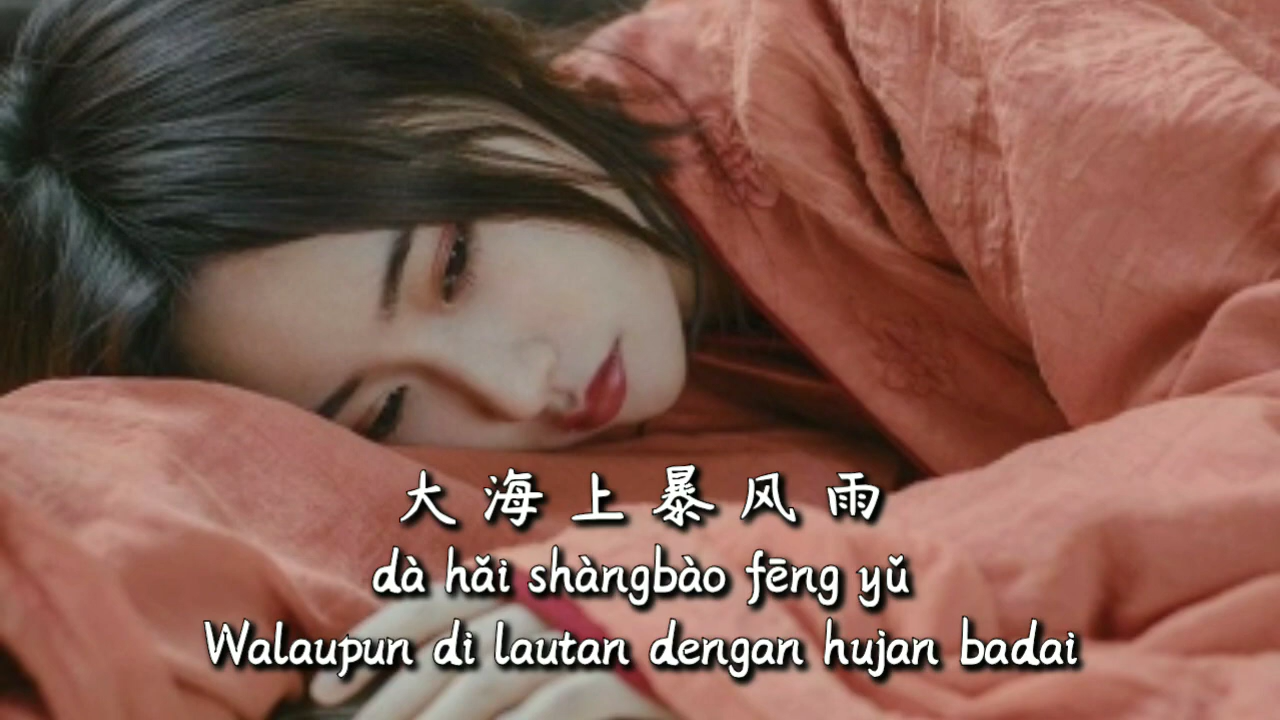 大海上暴风雨
dà hǎi shàngbào fēng yǔ
Walaupun di lautan dengan hujan badai